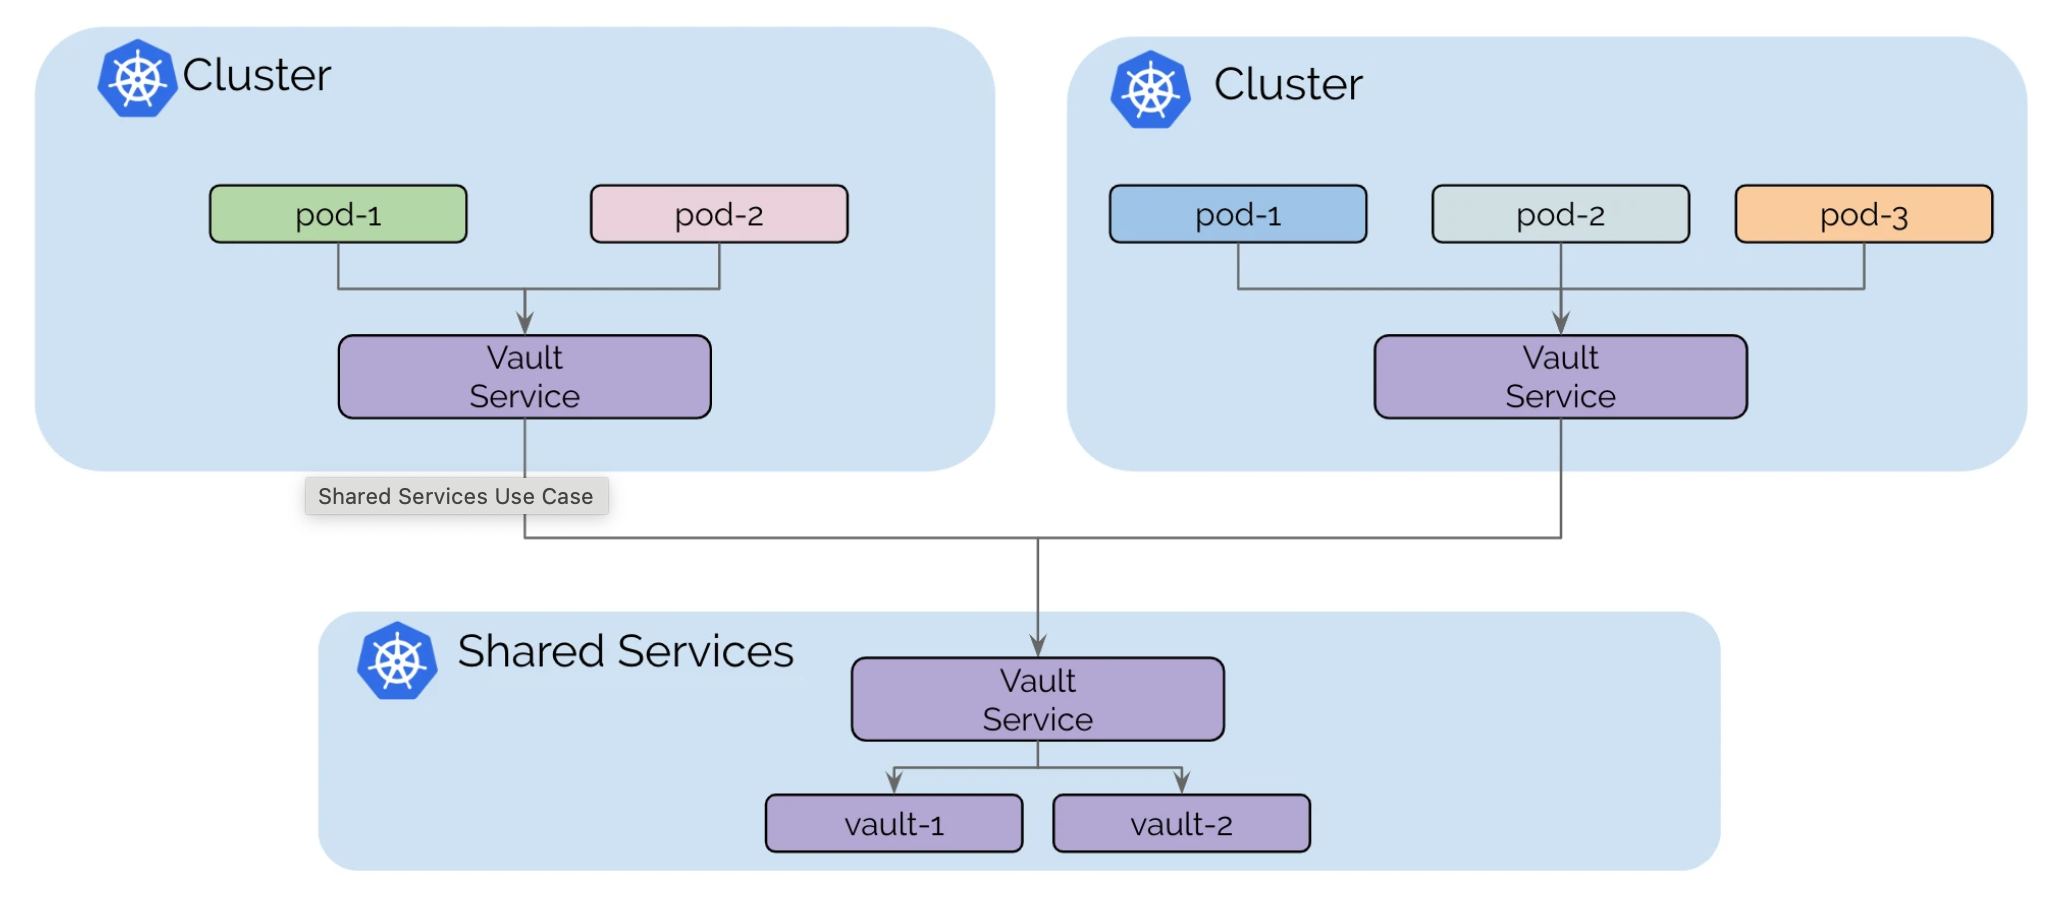 Cluster
pod-1
pod-2
Vault
Service
Cluster
pod-1
pod-2
pod-3
Vault
Service
Shared Services Use Case
Shared Services
Vault
Service
vault-1
vault-2